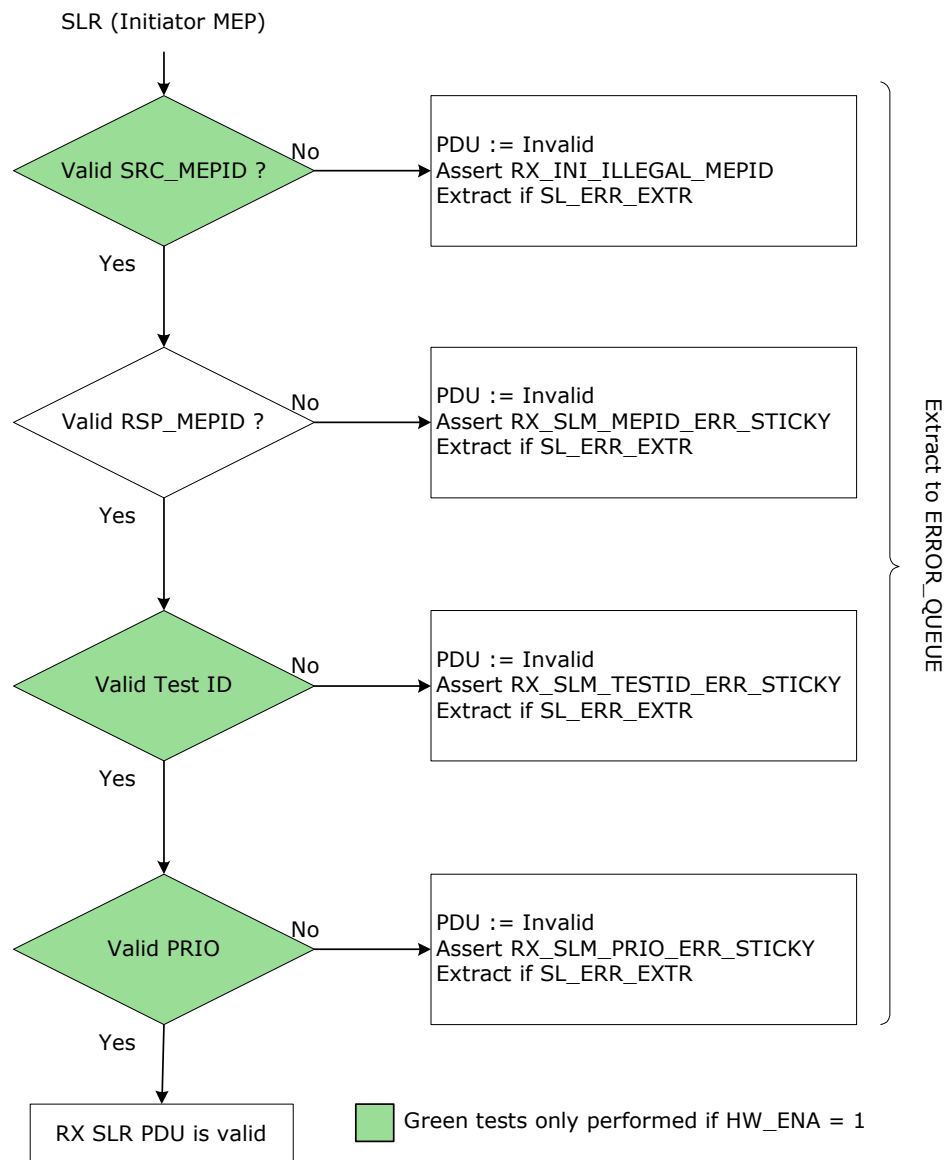 SLR (Initiator MEP)
Valid SRC_MEPID ?
No
PDU := Invalid
Assert RX_INI_ILLEGAL_MEPID
Extract if SL_ERR_EXTR
Yes
Valid RSP_MEPID ?
No
PDU := Invalid
Assert RX_SLM_MEPID_ERR_STICKY
Extract if SL_ERR_EXTR
Yes
Valid Test ID
No
PDU := Invalid
Assert RX_SLM_TESTID_ERR_STICKY
Extract if SL_ERR_EXTR
Yes
Valid PRIO
No
PDU := Invalid
Assert RX_SLM_PRIO_ERR_STICKY
Extract if SL_ERR_EXTR
Yes
RX SLR PDU is valid
Extract to ERROR_QUEUE
Green tests only performed if HW_ENA = 1